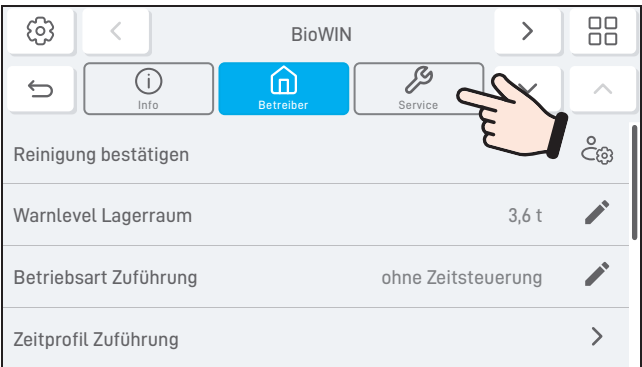 BioWIN
Info
Betreiber
Service
Reinigung bestätigen
Warnlevel Lagerraum 3,6 t
Betriebsart Zuführung ohne Zeitsteuerung
Zeitprofil Zuführung